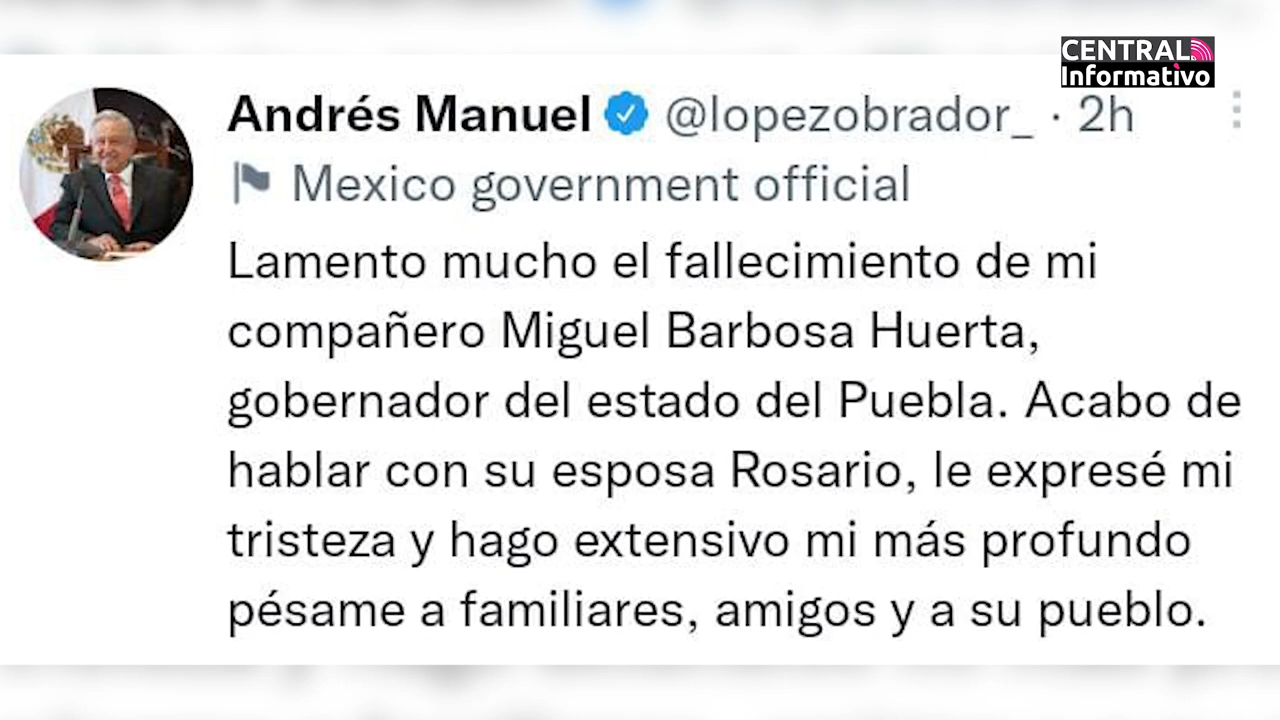 CENTRAL
Informativo
Andrés Manuel @lopezobrador_ · 2h
Mexico government official
Lamento mucho el fallecimiento de mi
compañero Miguel Barbosa Huerta,
gobernador del estado del Puebla. Acabo de
hablar con su esposa Rosario, le expresé mi
tristeza y hago extensivo mi más profundo
pésame a familiares, amigos y a su pueblo.